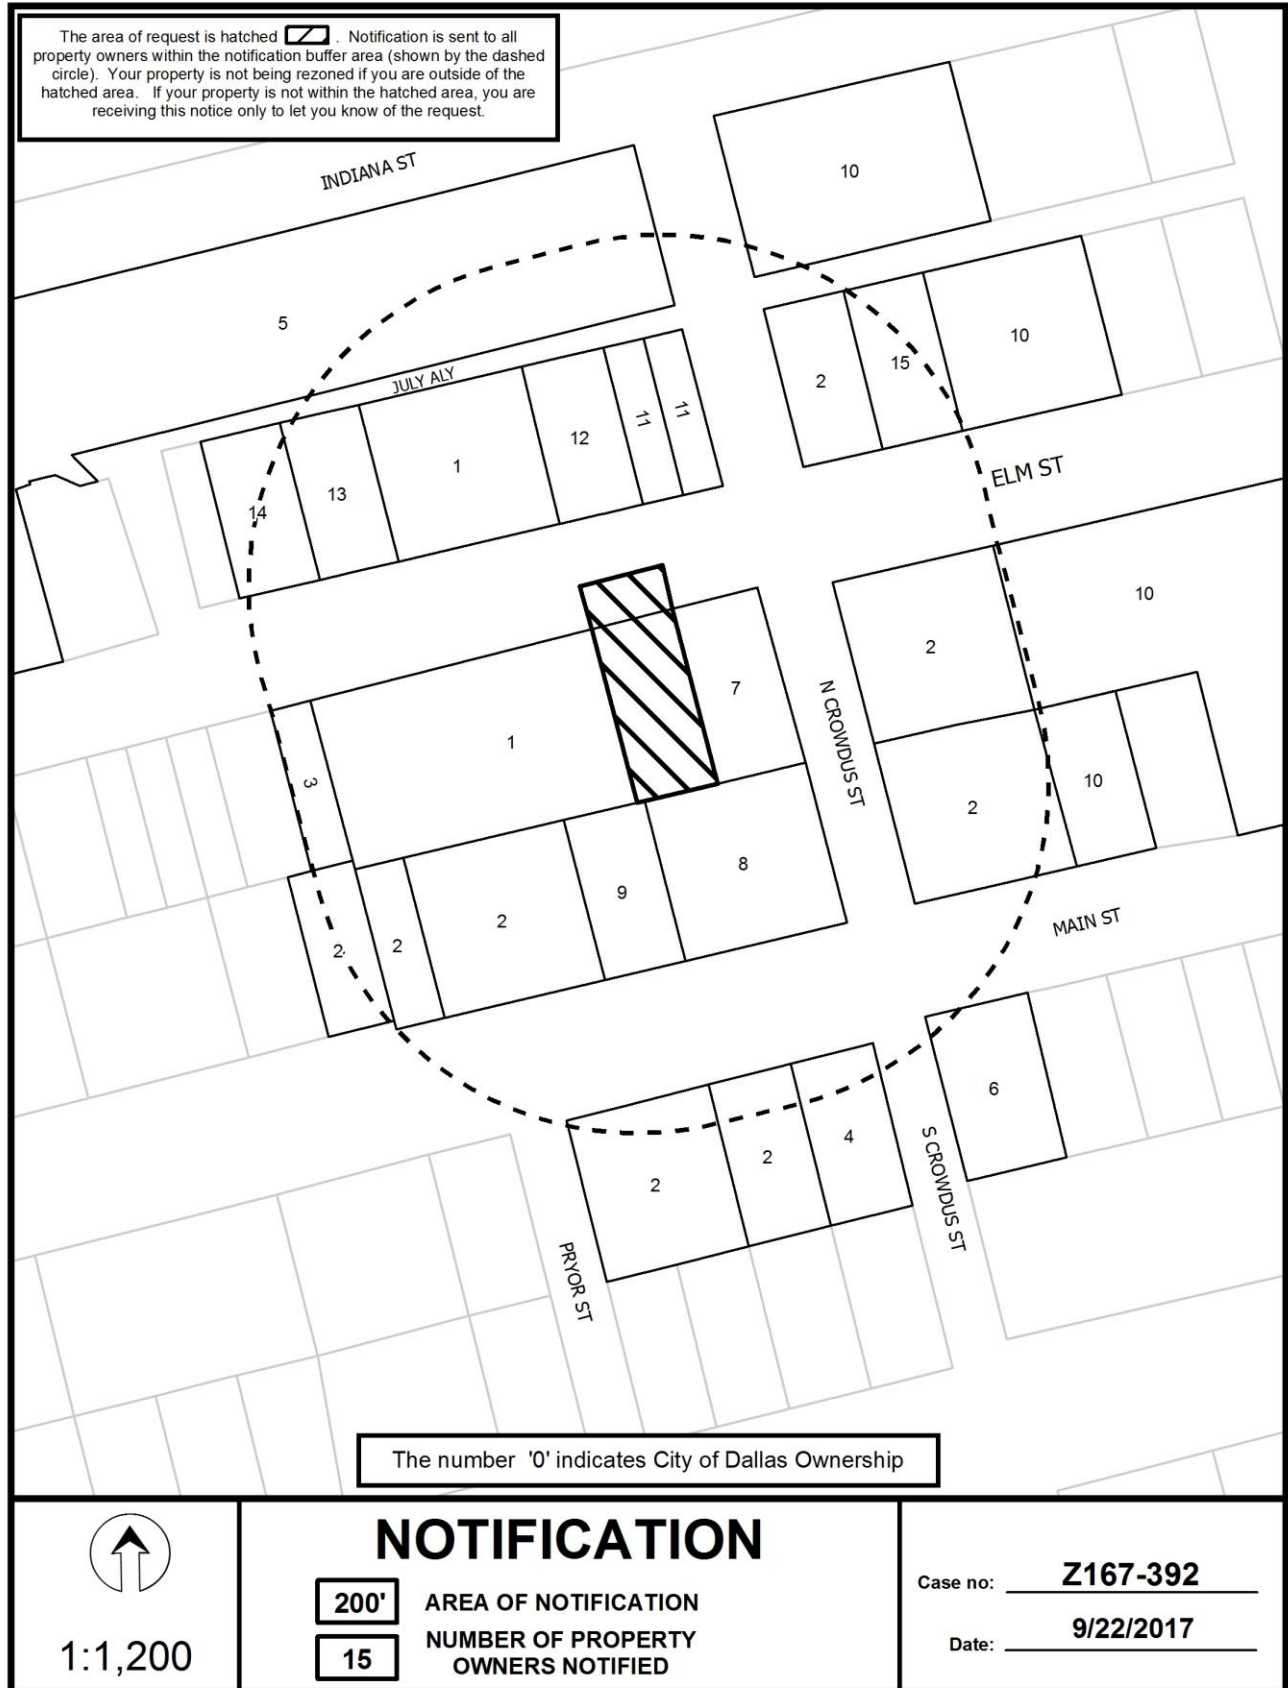 The area of request is hatched . Notification is sent to all
property owners within the notification buffer area (shown by the dashed
circle). Your property is not being rezoned if you are outside of the
hatched area. If your property is not within the hatched area, you are
receiving this notice only to let you know of the request.
INDIANA ST
10
5
JULY ALY
10
15
2
11
11
12
1
13
14
ELM ST
10
2
7
1
3
N CROWDUS ST
10
2
8
9
2
2
2
MAIN ST
6
4
2
2
S CROWDUS ST
PRYOR ST
The number '0' indicates City of Dallas Ownership
1:1,200
NOTIFICATION
200' AREA OF NOTIFICATION
15 NUMBER OF PROPERTY
OWNERS NOTIFIED
Case no: Z167-392
Date: 9/22/2017